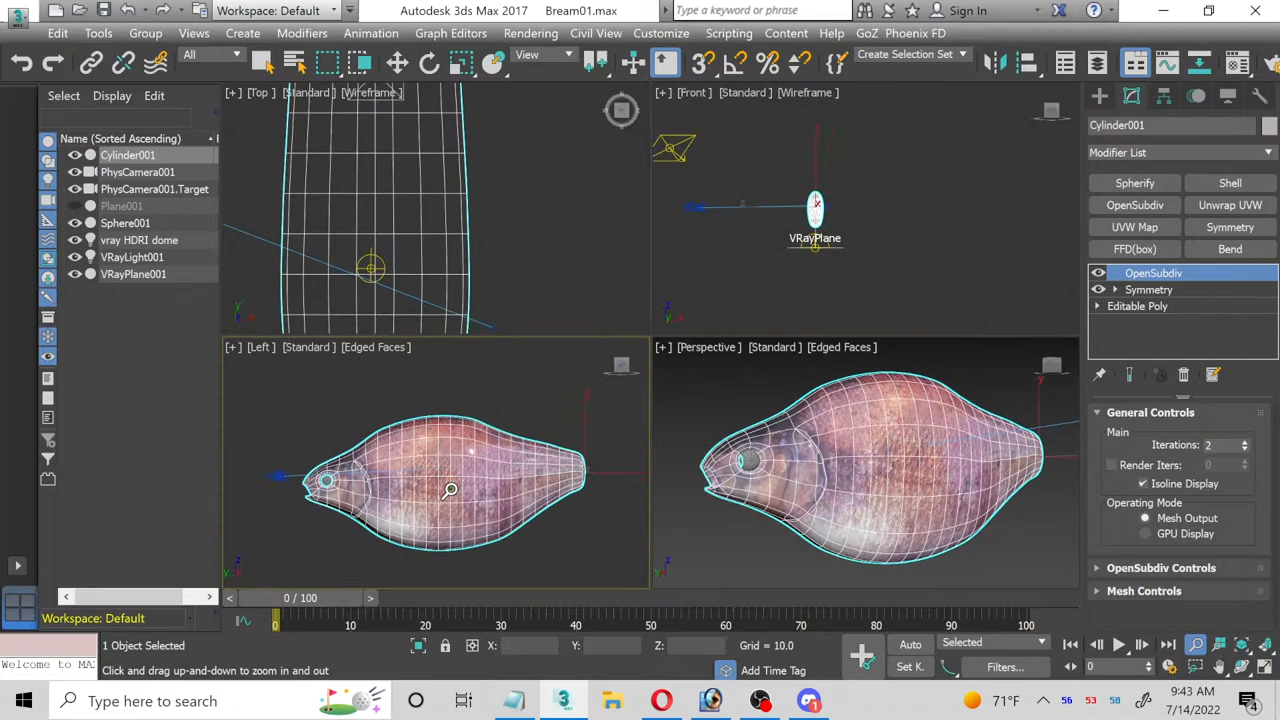 Workspace: Default
Autodesk 3ds Max 2017 Bream01.max
Type a keyword or phrase
Sign In
Edit Tools Group Views Create Modifiers Animation Graph Editors Rendering Civil View Customize Scripting Content Help GoZ Phoenix FD
All
View
Create Selection Set
Select Display Edit
[+] [Top] [Standard] [Wireframe]
[+] [Front] [Standard] [Wireframe]
Name (Sorted Ascending)
Cylinder001
PhysCamera001
PhysCamera001.Target
Plane001
Sphere001
vray HDRI dome
VRayLight001
VRayPlane001
VRayPlane
[+] [Left] [Standard] [Edged Faces]
[+] [Perspective] [Standard] [Edged Faces]
Cylinder001
Modifier List
Spherify Shell
OpenSubdiv Unwrap UVW
UVW Map Symmetry
FFD(box) Bend
OpenSubdiv
Symmetry
Editable Poly
General Controls
Main
Iterations: 2
Render Iters: 0
Isoline Display
Operating Mode
Mesh Output
GPU Display
OpenSubdiv Controls
Mesh Controls
0 / 100
Workspace: Default
0 10 20 30 40 50 60 70 80 90 100
1 Object Selected
X: Y: Z: Grid = 10.0
Auto
Selected
Welcome to MA
Click and drag up-and-down to zoom in and out
Add Time Tag
Set K.
Filters...
0
Type here to search
71°F
56 53 58
9:43 AM
7/14/2022
4